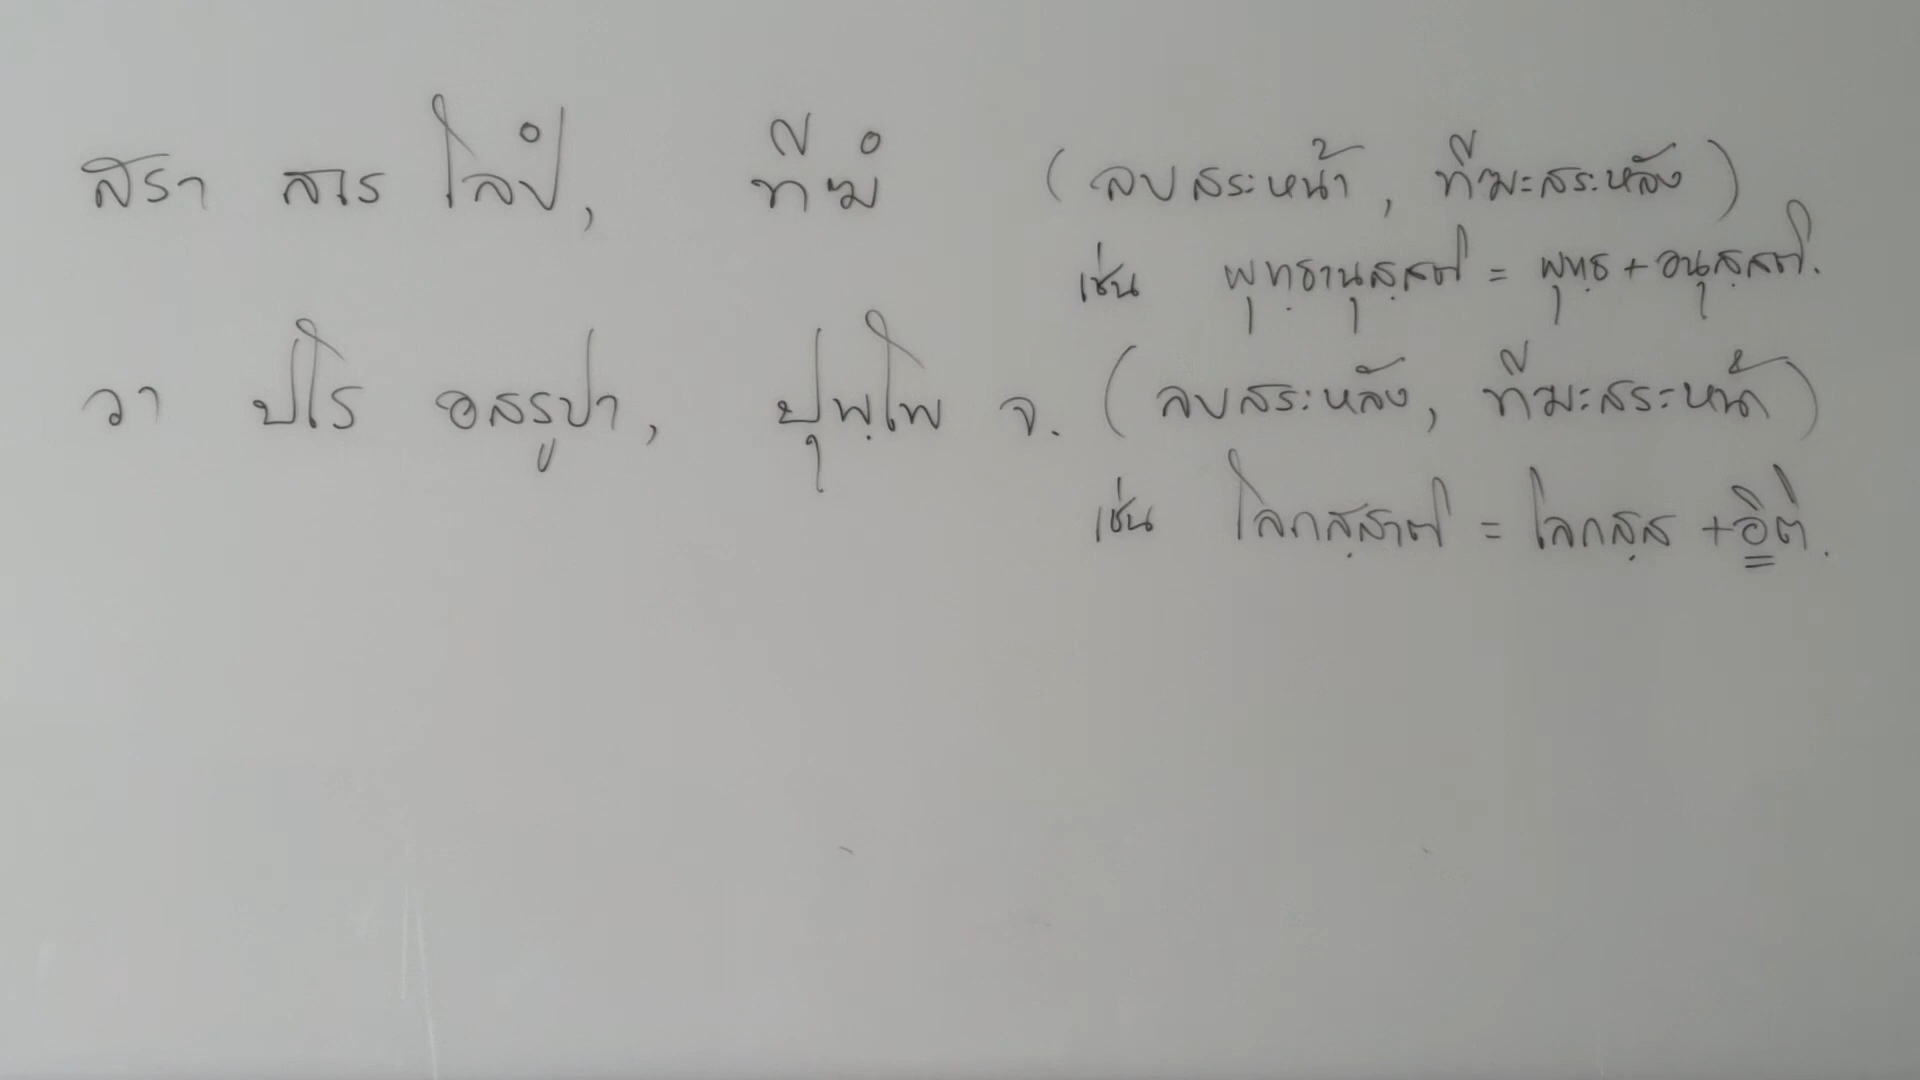 สรา สเร โลปํ, ทีฆํ (ลบสระหน้า, ทีฆะสระหลัง)
เช่น พุทฺธานุสฺสติ = พุทฺธ + อนุสฺสติ.
วา ปโร อสรูปา, ปุพฺโพ จ. (ลบสระหลัง, ทีฆะสระหน้า)
เช่น โลกสฺสาติ = โลกสฺส + อิติ.